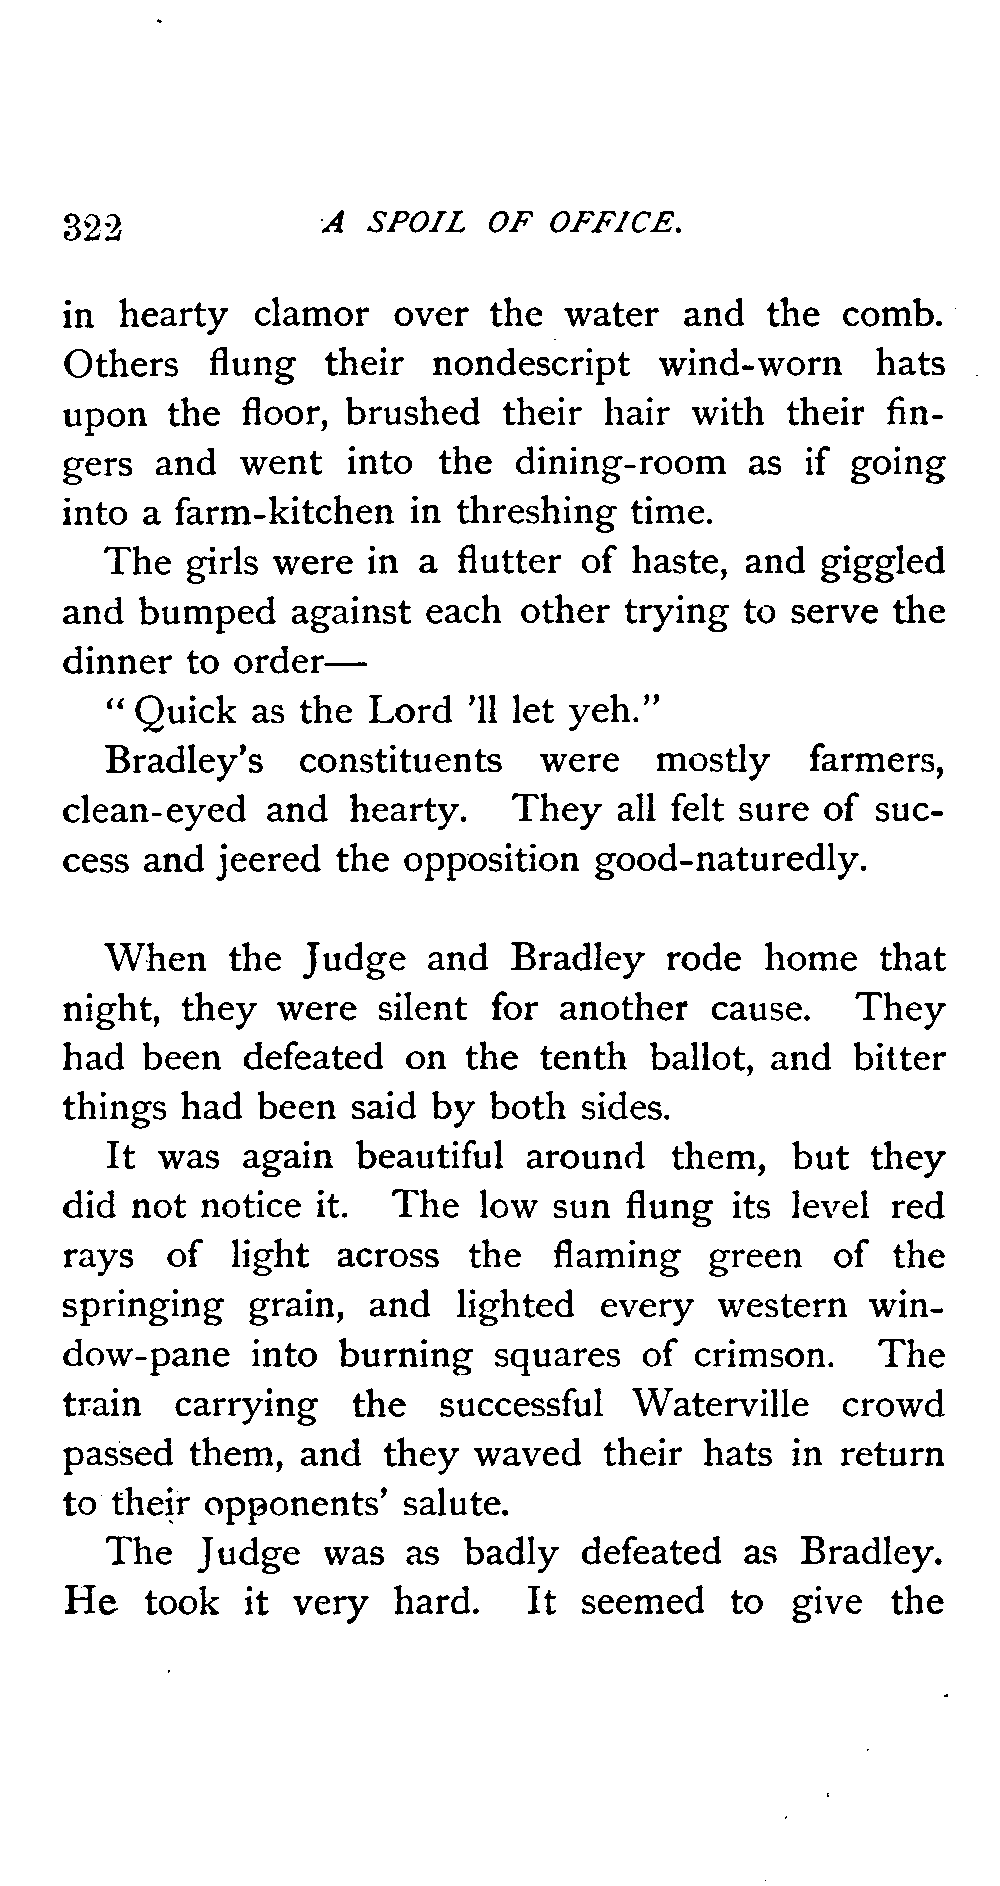 322 A SPOIL OF OFFICE.
in hearty clamor over the water and the comb.
Others flung their nondescript wind-worn hats
upon the floor, brushed their hair with their fin-
gers and went into the dining-room as if going
into a farm-kitchen in threshing time.
The girls were in a flutter of haste, and giggled
and bumped against each other trying to serve the
dinner to order—
“ Quick as the Lord ’ll let yeh.”
Bradley’s constituents were mostly farmers,
clean-eyed and hearty. They all felt sure of suc-
cess and jeered the opposition good-naturedly.
When the Judge and Bradley rode home that
night, they were silent for another cause. They
had been defeated on the tenth ballot, and bitter
things had been said by both sides.
It was again beautiful around them, but they
did not notice it. The low sun flung its level red
rays of light across the flaming green of the
springing grain, and lighted every western win-
dow-pane into burning squares of crimson. The
train carrying the successful Waterville crowd
passed them, and they waved their hats in return
to their opponents’ salute.
The Judge was as badly defeated as Bradley.
He took it very hard. It seemed to give the